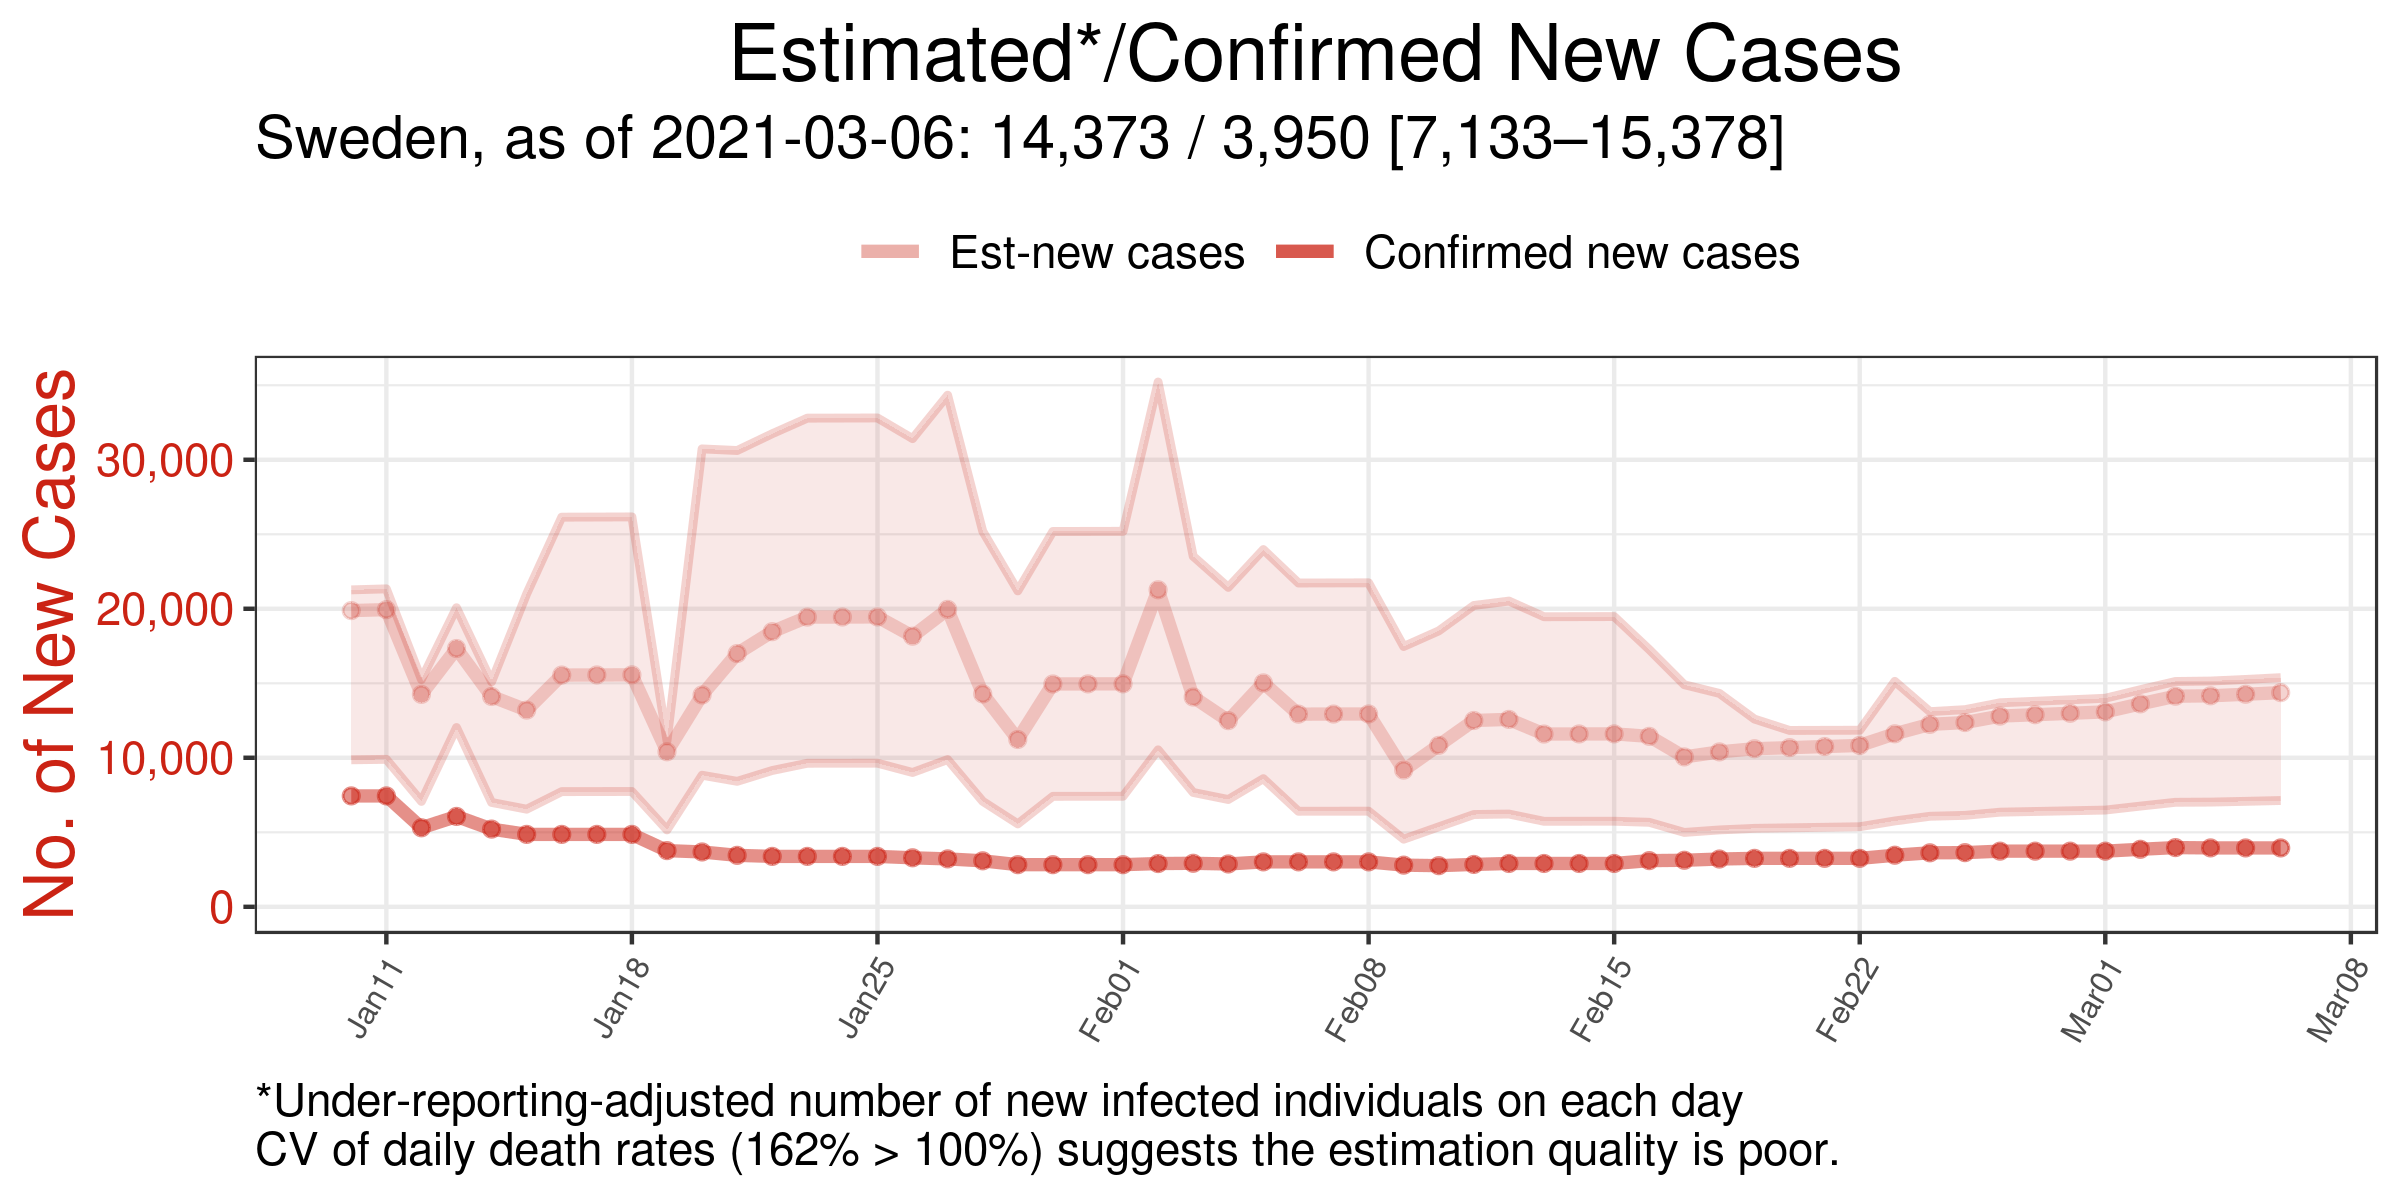 Estimated*/Confirmed New Cases
Sweden, as of 2021-03-06: 14,373 / 3,950 [7,133–15,378]
Est-new cases
Confirmed new cases
No. of New Cases
30,000
20,000
10,000
0
Jan11
Jan18
Jan25
Feb01
Feb08
Feb15
Feb22
Mar01
Mar08
*Under-reporting-adjusted number of new infected individuals on each day
CV of daily death rates (162% > 100%) suggests the estimation quality is poor.